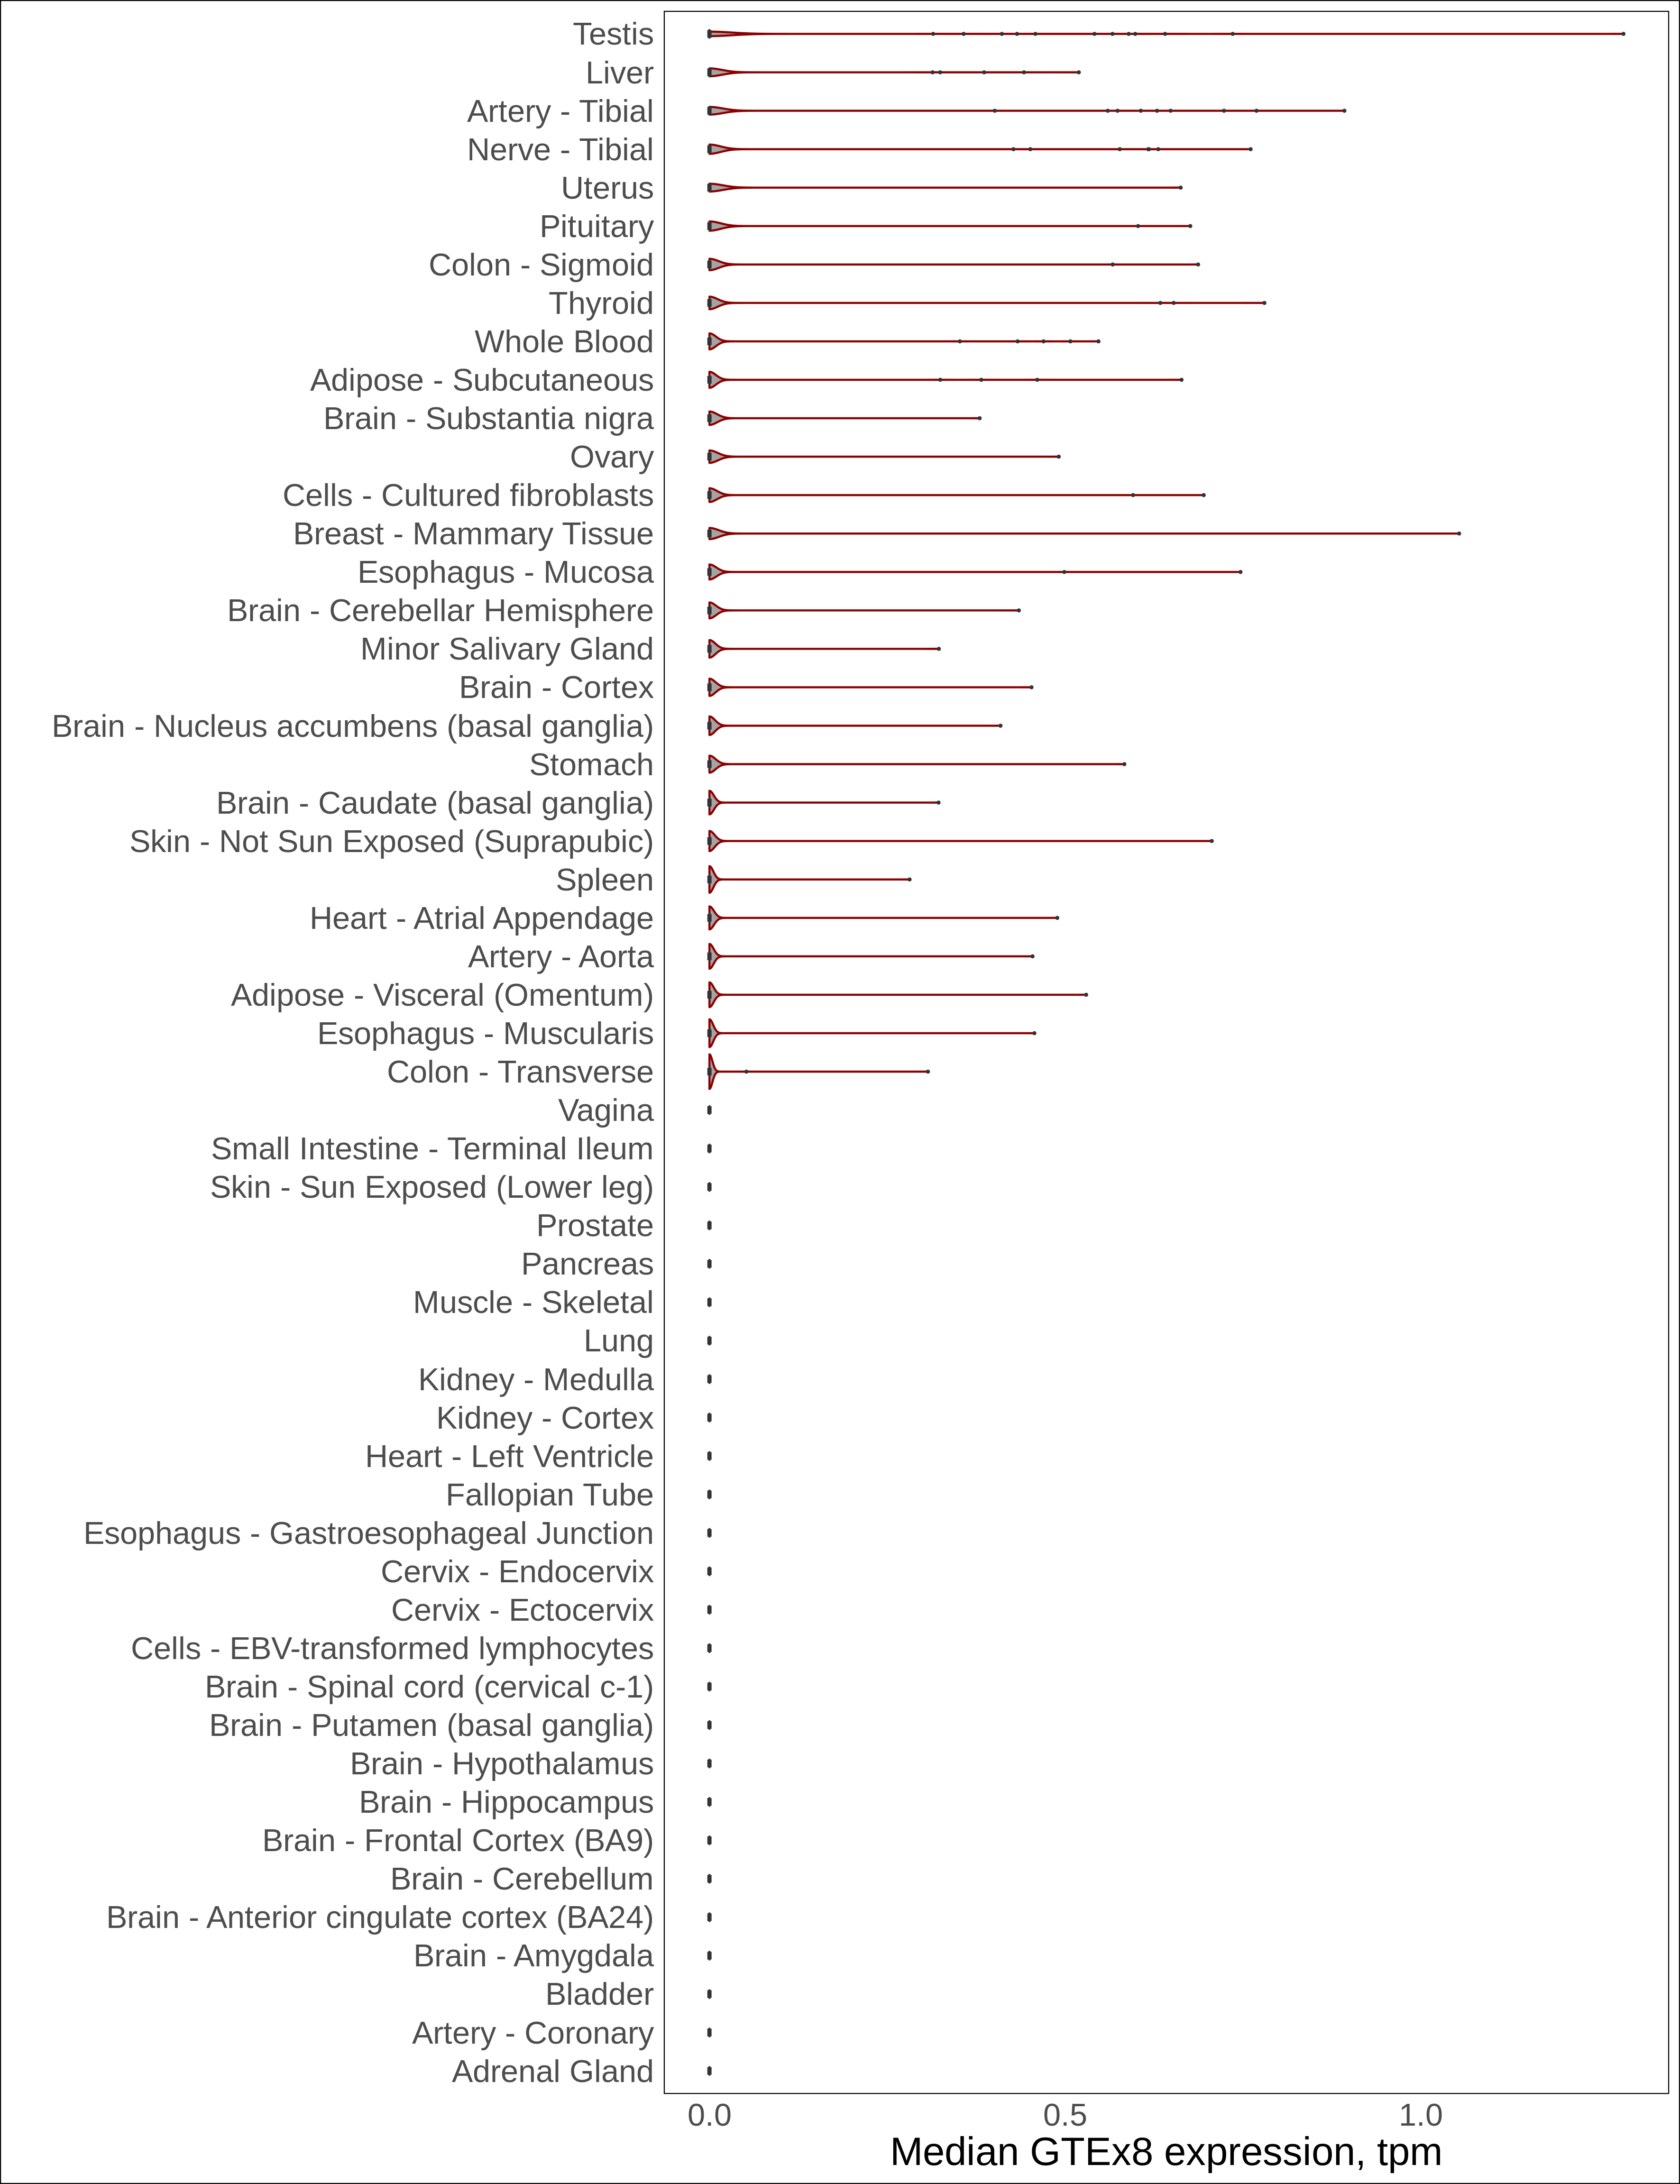 Testis
Liver
Artery - Tibial
Nerve - Tibial
Uterus
Pituitary
Colon - Sigmoid
Thyroid
Whole Blood
Adipose - Subcutaneous
Brain - Substantia nigra
Ovary
Cells - Cultured fibroblasts
Breast - Mammary Tissue
Esophagus - Mucosa
Brain - Cerebellar Hemisphere
Minor Salivary Gland
Brain - Cortex
Brain - Nucleus accumbens (basal ganglia)
Stomach
Brain - Caudate (basal ganglia)
Skin - Not Sun Exposed (Suprapubic)
Spleen
Heart - Atrial Appendage
Artery - Aorta
Adipose - Visceral (Omentum)
Esophagus - Muscularis
Colon - Transverse
Vagina
Small Intestine - Terminal Ileum
Skin - Sun Exposed (Lower leg)
Prostate
Pancreas
Muscle - Skeletal
Lung
Kidney - Medulla
Kidney - Cortex
Heart - Left Ventricle
Fallopian Tube
Esophagus - Gastroesophageal Junction
Cervix - Endocervix
Cervix - Ectocervix
Cells - EBV-transformed lymphocytes
Brain - Spinal cord (cervical c-1)
Brain - Putamen (basal ganglia)
Brain - Hypothalamus
Brain - Hippocampus
Brain - Frontal Cortex (BA9)
Brain - Cerebellum
Brain - Anterior cingulate cortex (BA24)
Brain - Amygdala
Bladder
Artery - Coronary
Adrenal Gland
0.0 0.5 1.0
Median GTEx8 expression, tpm